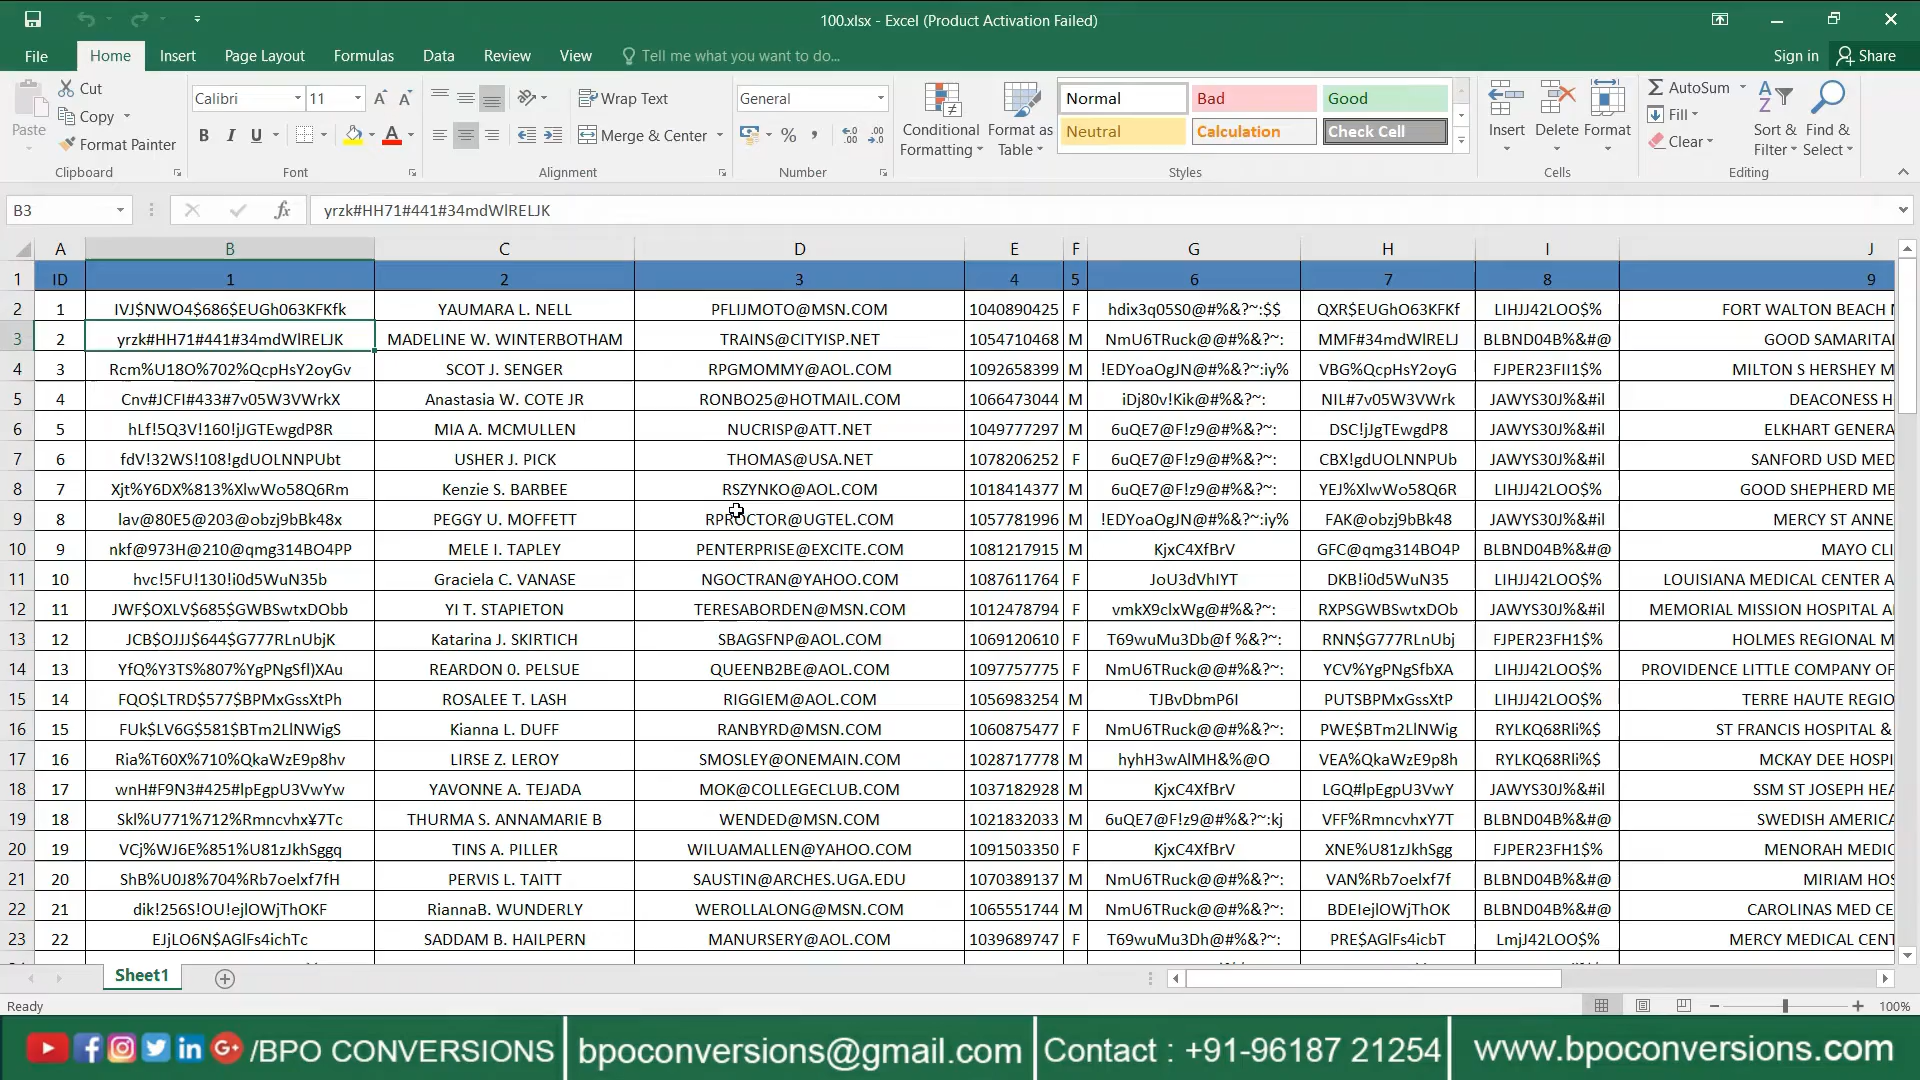 100.xlsx - Excel (Product Activation Failed)
File Home Insert Page Layout Formulas Data Review View Tell me what you want to do... Sign in Share
Paste Cut Copy Format Painter Clipboard
Calibri 11 B I U A Font
Wrap Text Merge & Center Alignment
General % , Number
Conditional Formatting Format as Table
Normal Bad Good
Neutral Calculation Check Cell
Styles
Insert Delete Format Cells
AutoSum Fill Clear Sort & Filter Find & Select Editing
B3 fx yrzk#HH71#441#34mdWlRELJK
A B C D E F G H I J
1 ID 1 2 3 4 5 6 7 8 9
2 1 IVJ$NWO4$686$EUGh063KFKfk YAUMARA L. NELL PFLIJMOTO@MSN.COM 1040890425 F hdix3q05S0@#%&?~:$$ QXR$EUGhO63KFKf LIHJJ42LOO$% FORT WALTON BEACH
3 2 yrzk#HH71#441#34mdWlRELJK MADELINE W. WINTERBOTHAM TRAINS@CITYISP.NET 1054710468 M NmU6TRuck@@#%&?~: MMF#34mdWlRELJ BLBND04B%&#@ GOOD SAMARITA
4 3 Rcm%U18O%702%QcpHsY2oyGv SCOT J. SENGER RPGMOMMY@AOL.COM 1092658399 M !EDYoaOgJN@#%&?~:iy% VBG%QcpHsY2oyG FJPER23FII1$% MILTON S HERSHEY M
5 4 Cnv#JCFI#433#7v05W3VWrkX Anastasia W. COTE JR RONBO25@HOTMAIL.COM 1066473044 M iDj80v!Kik@#%&?~: NIL#7v05W3VWrk JAWYS30J%&#il DEACONESS H
6 5 hLf!5Q3V!160!jJGTEwgdP8R MIA A. MCMULLEN NUCRISP@ATT.NET 1049777297 M 6uQE7@F!z9@#%&?~: DSC!jJgTEwgdP8 JAWYS30J%&#il ELKHART GENERA
7 6 fdV!32WS!108!gdUOLNNPUbt USHER J. PICK THOMAS@USA.NET 1078206252 F 6uQE7@F!z9@#%&?~: CBX!gdUOLNNPUb JAWYS30J%&#il SANFORD USD MED
8 7 Xjt%Y6DX%813%XlwWo58Q6Rm Kenzie S. BARBEE RSZYNKO@AOL.COM 1018414377 M 6uQE7@F!z9@#%&?~: YEJ%XlwWo58Q6R LIHJJ42LOO$% GOOD SHEPHERD ME
9 8 lav@80E5@203@obzj9bBk48x PEGGY U. MOFFETT RPROCTOR@UGTEL.COM 1057781996 M !EDYoaOgJN@#%&?~:iy% FAK@obzj9bBk48 JAWYS30J%&#il MERCY ST ANNE
10 9 nkf@973H@210@qmg314BO4PP MELE I. TAPLEY PENTERPRISE@EXCITE.COM 1081217915 M KjxC4XfBrV GFC@qmg314BO4P BLBND04B%&#@ MAYO CLI
11 10 hvc!5FU!130!i0d5WuN35b Graciela C. VANASE NGOCTRAN@YAHOO.COM 1087611764 F JoU3dVhIYT DKB!i0d5WuN35 LIHJJ42LOO$% LOUISIANA MEDICAL CENTER A
12 11 JWF$OXLV$685$GWBSwtxDObb YI T. STAPIETON TERESABORDEN@MSN.COM 1012478794 F vmkX9clxWg@#%&?~: RXPSGWBSwtxDOb JAWYS30J%&#il MEMORIAL MISSION HOSPITAL A
13 12 JCB$OJJJ$644$G777RLnUbjK Katarina J. SKIRTICH SBAGSFNP@AOL.COM 1069120610 F T69wuMu3Db@f %&?~: RNN$G777RLnUbj FJPER23FH1$% HOLMES REGIONAL M
14 13 YfQ%Y3TS%807%YgPNgSfl)XAu REARDON 0. PELSUE QUEENB2BE@AOL.COM 1097757775 F NmU6TRuck@@#%&?~: YCV%YgPNgSfbXA LIHJJ42LOO$% PROVIDENCE LITTLE COMPANY OF
15 14 FQO$LTRD$577$BPMxGssXtPh ROSALEE T. LASH RIGGIEM@AOL.COM 1056983254 M TJBvDbmP6I PUTSBPMxGssXtP LIHJJ42LOO$% TERRE HAUTE REGIO
16 15 FUk$LV6G$581$BTm2LlNWigS Kianna L. DUFF RANBYRD@MSN.COM 1060875477 F NmU6TRuck@@#%&?~: PWE$BTm2LlNWig RYLKQ68Rli%$ ST FRANCIS HOSPITAL &
17 16 Ria%T60X%710%QkaWzE9p8hv LIRSE Z. LEROY SMOSLEY@ONEMAIN.COM 1028717778 M hyhH3wAlMH&%@O VEA%QkaWzE9p8h RYLKQ68Rli%$ MCKAY DEE HOSPI
18 17 wnH#F9N3#425#lpEgpU3VwYw YAVONNE A. TEJADA MOK@COLLEGECLUB.COM 1037182928 M KjxC4XfBrV LGQ#lpEgpU3VwY JAWYS30J%&#il SSM ST JOSEPH HEA
19 18 Skl%U771%712%Rmncvhx¥7Tc THURMA S. ANNAMARIE B WENDED@MSN.COM 1021832033 M 6uQE7@F!z9@#%&?~:kj VFF%RmncvhxY7T BLBND04B%&#@ SWEDISH AMERICA
20 19 VCj%WJ6E%851%U81zJkhSggq TINS A. PILLER WILUAMALLEN@YAHOO.COM 1091503350 F KjxC4XfBrV XNE%U81zJkhSgg FJPER23FH1$% MENORAH MEDIC
21 20 ShB%U0J8%704%Rb7oelxf7fH PERVIS L. TAITT SAUSTIN@ARCHES.UGA.EDU 1070389137 M NmU6TRuck@@#%&?~: VAN%Rb7oelxf7f BLBND04B%&#@ MIRIAM HOS
22 21 dik!256S!OU!ejlOWjThOKF RiannaB. WUNDERLY WEROLLALONG@MSN.COM 1065551744 M NmU6TRuck@@#%&?~: BDEIejlOWjThOK BLBND04B%&#@ CAROLINAS MED CE
23 22 EJjLO6N$AGlFs4ichTc SADDAM B. HAILPERN MANURSERY@AOL.COM 1039689747 F T69wuMu3Dh@#%&?~: PRE$AGlFs4icbT LmjJ42LOO$% MERCY MEDICAL CENT
Sheet1
Ready 100%
/BPO CONVERSIONS bpoconversions@gmail.com Contact : +91-96187 21254 www.bpoconversions.com